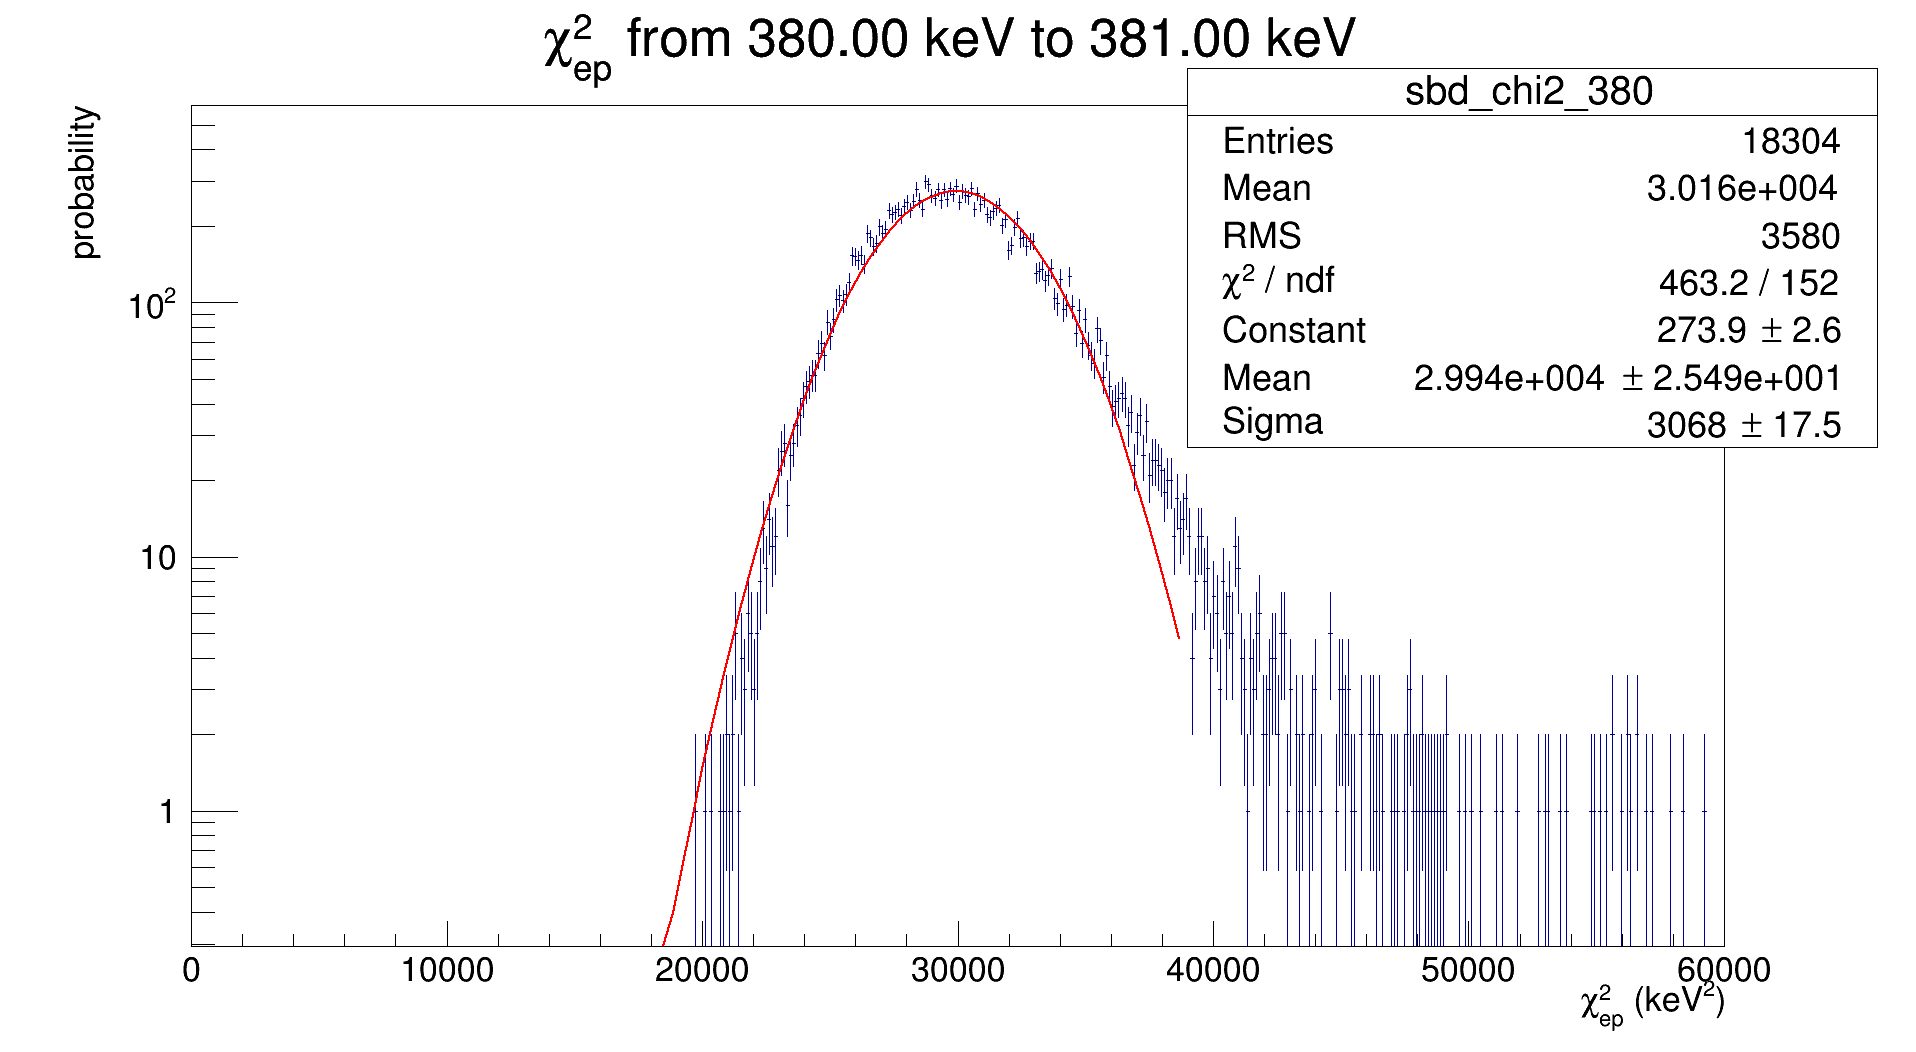 χ²ep from 380.00 keV to 381.00 keV
probability
sbd_chi2_380
Entries 18304
Mean 3.016e+004
RMS 3580
χ² / ndf 463.2 / 152
Constant 273.9 ± 2.6
Mean 2.994e+004 ± 2.549e+001
Sigma 3068 ± 17.5
10²
10
1
0 10000 20000 30000 40000 50000 60000
χ²ep (keV²)